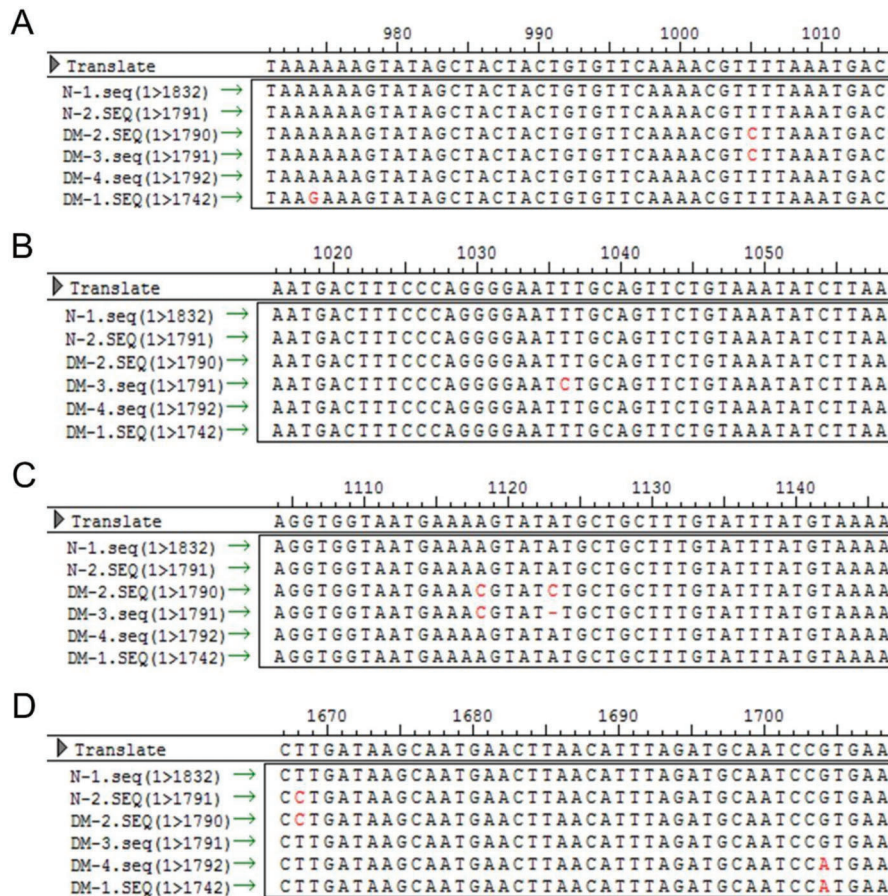 A
980 990 1000 1010
Translate TAAAAAAGTATAGCTACTACTGTGTTCAAAACGTTTTAAATGAC
N-1.seq(1>1832) → TAAAAAAGTATAGCTACTACTGTGTTCAAAACGTTTTAAATGAC
N-2.SEQ(1>1791) → TAAAAAAGTATAGCTACTACTGTGTTCAAAACGTTTTAAATGAC
DM-2.SEQ(1>1790) → TAAAAAAGTATAGCTACTACTGTGTTCAAAACGTCTTAAATGAC
DM-3.seq(1>1791) → TAAAAAAGTATAGCTACTACTGTGTTCAAAACGTCTTAAATGAC
DM-4.seq(1>1792) → TAAAAAAGTATAGCTACTACTGTGTTCAAAACGTTTTAAATGAC
DM-1.SEQ(1>1742) → TAAGAAAGTATAGCTACTACTGTGTTCAAAACGTTTTAAATGAC
B
1020 1030 1040 1050
Translate AATGACTTTCCCAGGGGAATTTGCAGTTCTGTAAATATCTTAA
N-1.seq(1>1832) → AATGACTTTCCCAGGGGAATTTGCAGTTCTGTAAATATCTTAA
N-2.SEQ(1>1791) → AATGACTTTCCCAGGGGAATTTGCAGTTCTGTAAATATCTTAA
DM-2.SEQ(1>1790) → AATGACTTTCCCAGGGGAATTTGCAGTTCTGTAAATATCTTAA
DM-3.seq(1>1791) → AATGACTTTCCCAGGGGAATCTGCAGTTCTGTAAATATCTTAA
DM-4.seq(1>1792) → AATGACTTTCCCAGGGGAATTTGCAGTTCTGTAAATATCTTAA
DM-1.SEQ(1>1742) → AATGACTTTCCCAGGGGAATTTGCAGTTCTGTAAATATCTTAA
C
1110 1120 1130 1140
Translate AGGTGGTAATGAAAAGTATATGCTGCTTTGTATTTATGTAAAA
N-1.seq(1>1832) → AGGTGGTAATGAAAAGTATATGCTGCTTTGTATTTATGTAAAA
N-2.SEQ(1>1791) → AGGTGGTAATGAAAAGTATATGCTGCTTTGTATTTATGTAAAA
DM-2.SEQ(1>1790) → AGGTGGTAATGAAACGTATCTGCTGCTTTGTATTTATGTAAAA
DM-3.seq(1>1791) → AGGTGGTAATGAAACGTAT-TGCTGCTTTGTATTTATGTAAAA
DM-4.seq(1>1792) → AGGTGGTAATGAAAAGTATATGCTGCTTTGTATTTATGTAAAA
DM-1.SEQ(1>1742) → AGGTGGTAATGAAAAGTATATGCTGCTTTGTATTTATGTAAAA
D
1670 1680 1690 1700
Translate CTTGATAAGCAATGAACTTAACATTTAGATGCAATCCGTGAA
N-1.seq(1>1832) → CTTGATAAGCAATGAACTTAACATTTAGATGCAATCCGTGAA
N-2.SEQ(1>1791) → CCTGATAAGCAATGAACTTAACATTTAGATGCAATCCGTGAA
DM-2.SEQ(1>1790) → CCTGATAAGCAATGAACTTAACATTTAGATGCAATCCGTGAA
DM-3.seq(1>1791) → CTTGATAAGCAATGAACTTAACATTTAGATGCAATCCGTGAA
DM-4.seq(1>1792) → CTTGATAAGCAATGAACTTAACATTTAGATGCAATCCATGAA
DM-1.SEQ(1>1742) → CTTGATAAGCAATGAACTTAACATTTAGATGCAATCCATGAA